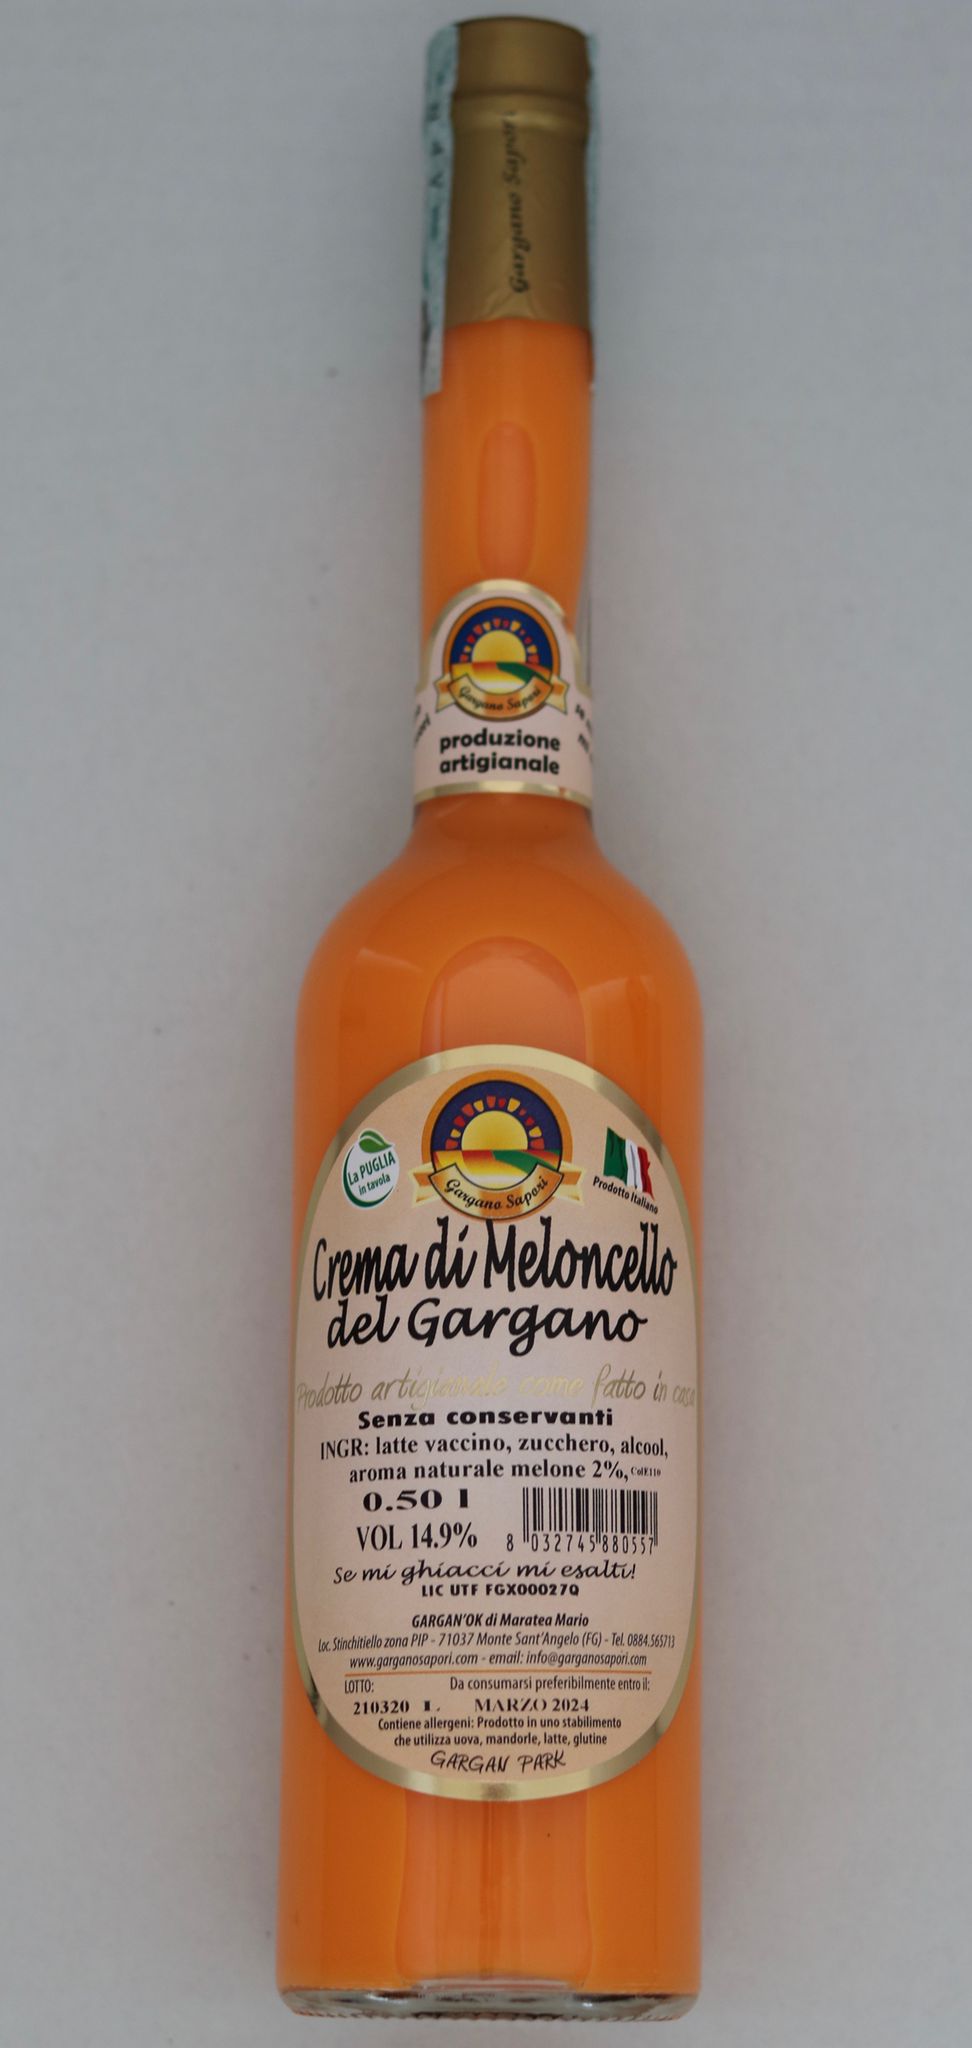 Gargano Sapori
Gargano Sapori
produzione
artigianale
La PUGLIA
in tavola
Gargano Sapori
Prodotto Italiano
Crema di Meloncello
del Gargano
Prodotto artigianale come fatto in casa
Senza conservanti
INGR: latte vaccino, zucchero, alcool,
aroma naturale melone 2%, Col E110
0.50 l
VOL 14.9%
8 032745 880557
Se mi ghiacci mi esalti!
LIC UTF FGX00027Q
GARGAN'OK di Maratea Mario
Loc. Stinchitiello zona PIP - 71037 Monte Sant'Angelo (FG) - Tel. 0884.565713
www.garganosapori.com - email: info@garganosapori.com
LOTTO: Da consumarsi preferibilmente entro il:
210320 L. MARZO 2024
Contiene allergeni: Prodotto in uno stabilimento
che utilizza uova, mandorle, latte, glutine
GARGAN PARK